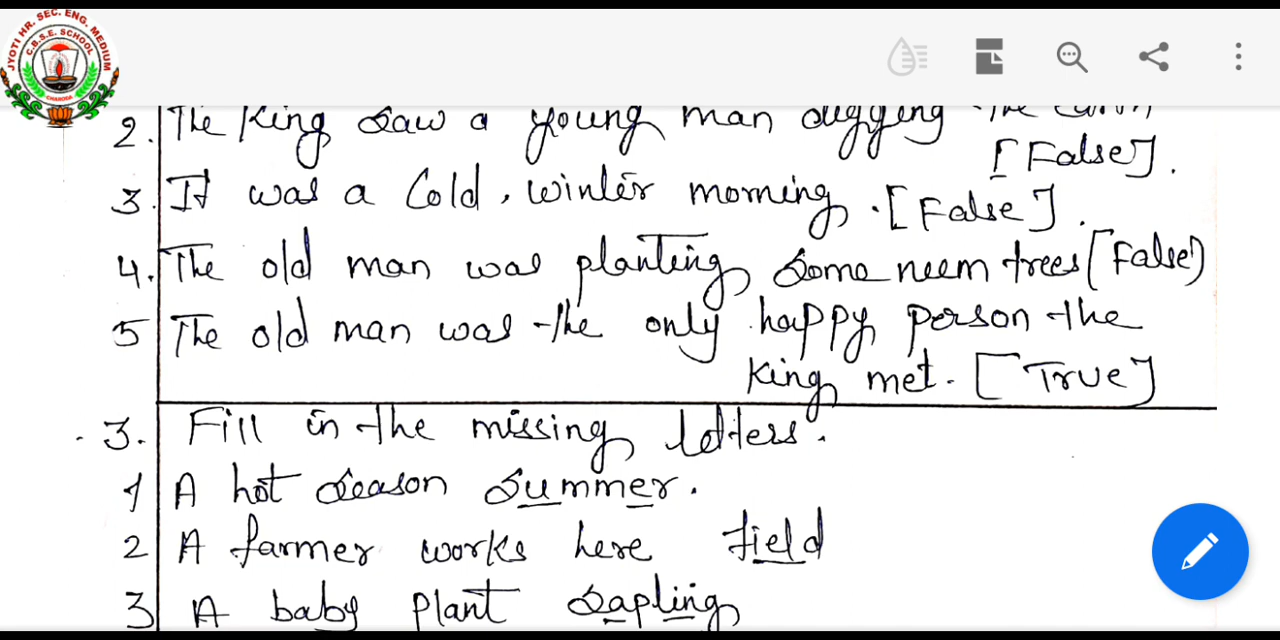 JYOTI HR. SEC. ENG. MEDIUM
C.B.S.E. SCHOOL
2. The King saw a young man digging the
[False].
3. It was a Cold, winter morning. [False].
4. The old man was planting some neem trees (False)
5 The old man was the only happy person the
King met. [True]
3. Fill in the missing letters.
1 A hot season summer.
2 A farmer works here field
3 A baby plant sapling